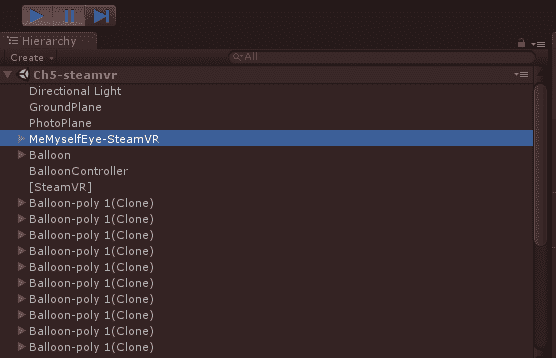 Hierarchy
Create All
Ch5-steamvr
Directional Light
GroundPlane
PhotoPlane
MeMyselfEye-SteamVR
Balloon
BalloonController
[SteamVR]
Balloon-poly 1(Clone)
Balloon-poly 1(Clone)
Balloon-poly 1(Clone)
Balloon-poly 1(Clone)
Balloon-poly 1(Clone)
Balloon-poly 1(Clone)
Balloon-poly 1(Clone)
Balloon-poly 1(Clone)
Balloon-poly 1(Clone)
Balloon-poly 1(Clone)